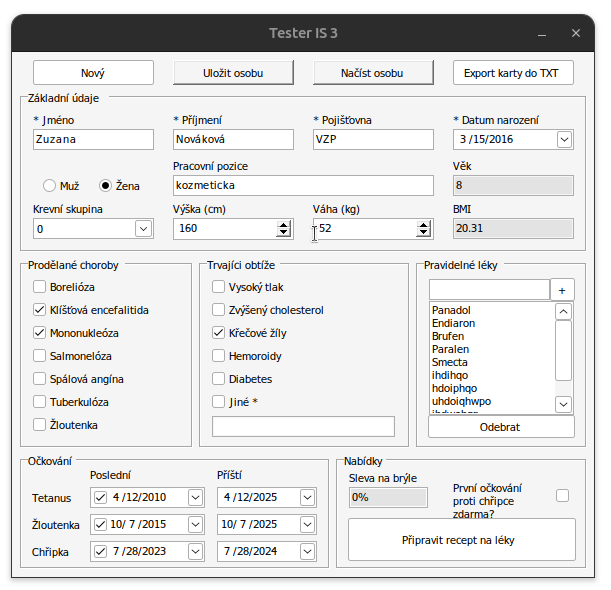 Tester IS 3
Nový Uložit osobu Načíst osobu Export karty do TXT
Základní údaje
* Jméno * Příjmení * Pojišťovna * Datum narození
Zuzana Nováková VZP 3 /15/2016
Pracovní pozice Věk
Muž Žena kozmeticka 8
Krevní skupina Výška (cm) Váha (kg) BMI
0 160 52 20.31
Prodělané choroby
Borelióza
Klíšťová encefalitida
Mononukleóza
Salmonelóza
Spálová angína
Tuberkulóza
Žloutenka
Trvající obtíže
Vysoký tlak
Zvýšený cholesterol
Křečové žíly
Hemoroidy
Diabetes
Jiné *
Pravidelné léky
+
Panadol
Endiaron
Brufen
Paralen
Smecta
ihdihqo
hdoiphqo
uhdoiqhwpo
Odebrat
Očkování
Poslední Příští
Tetanus 4 /12/2010 4 /12/2025
Žloutenka 10/ 7 /2015 10/ 7 /2025
Chřipka 7 /28/2023 7 /28/2024
Nabídky
Sleva na brýle
0%
První očkování
proti chřipce
zdarma?
Připravit recept na léky